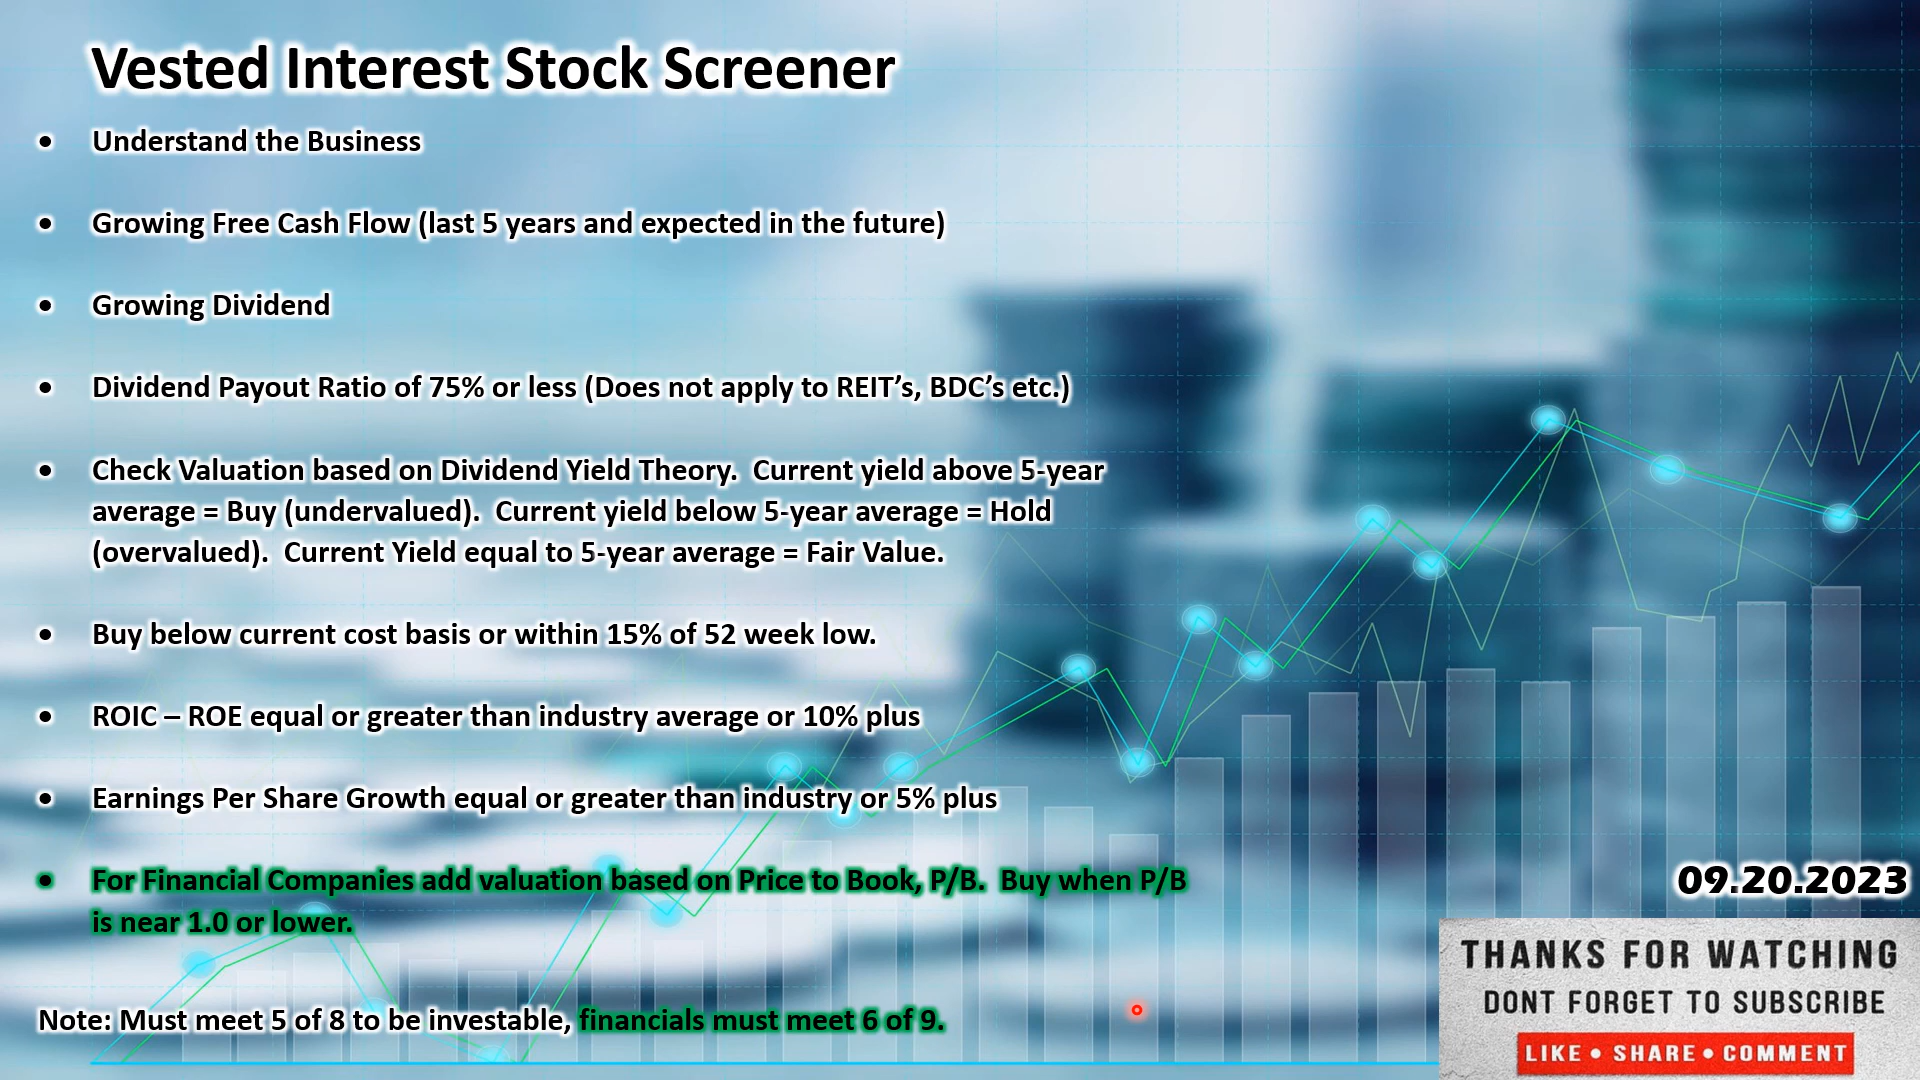 Vested Interest Stock Screener
• Understand the Business
• Growing Free Cash Flow (last 5 years and expected in the future)
• Growing Dividend
• Dividend Payout Ratio of 75% or less (Does not apply to REIT’s, BDC’s etc.)
• Check Valuation based on Dividend Yield Theory.  Current yield above 5-year
average = Buy (undervalued).  Current yield below 5-year average = Hold
(overvalued).  Current Yield equal to 5-year average = Fair Value.
• Buy below current cost basis or within 15% of 52 week low.
• ROIC – ROE equal or greater than industry average or 10% plus
• Earnings Per Share Growth equal or greater than industry or 5% plus
• For Financial Companies add valuation based on Price to Book, P/B.  Buy when P/B
is near 1.0 or lower.
Note: Must meet 5 of 8 to be investable, financials must meet 6 of 9.
09.20.2023
THANKS FOR WATCHING
DONT FORGET TO SUBSCRIBE
LIKE • SHARE • COMMENT